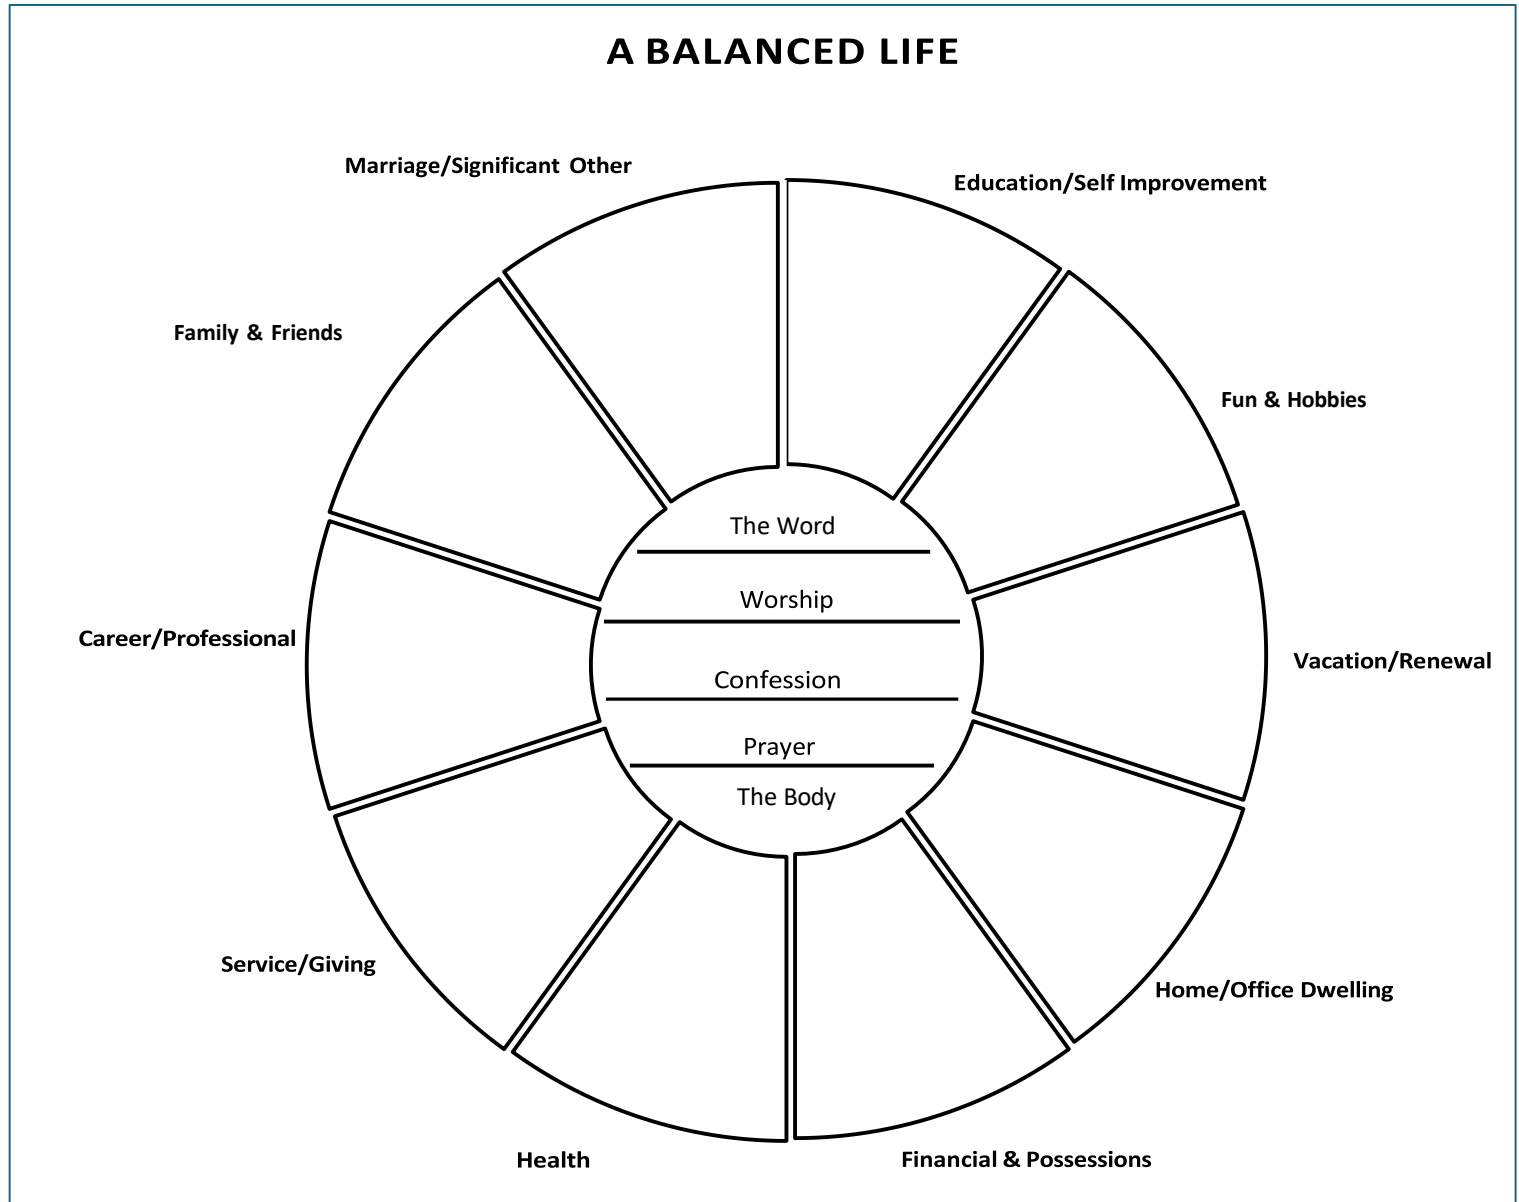 A BALANCED LIFE
Marriage/Significant Other
Education/Self Improvement
Family & Friends
Fun & Hobbies
The Word
Worship
Career/Professional
Vacation/Renewal
Confession
Prayer
The Body
Service/Giving
Home/Office Dwelling
Health
Financial & Possessions